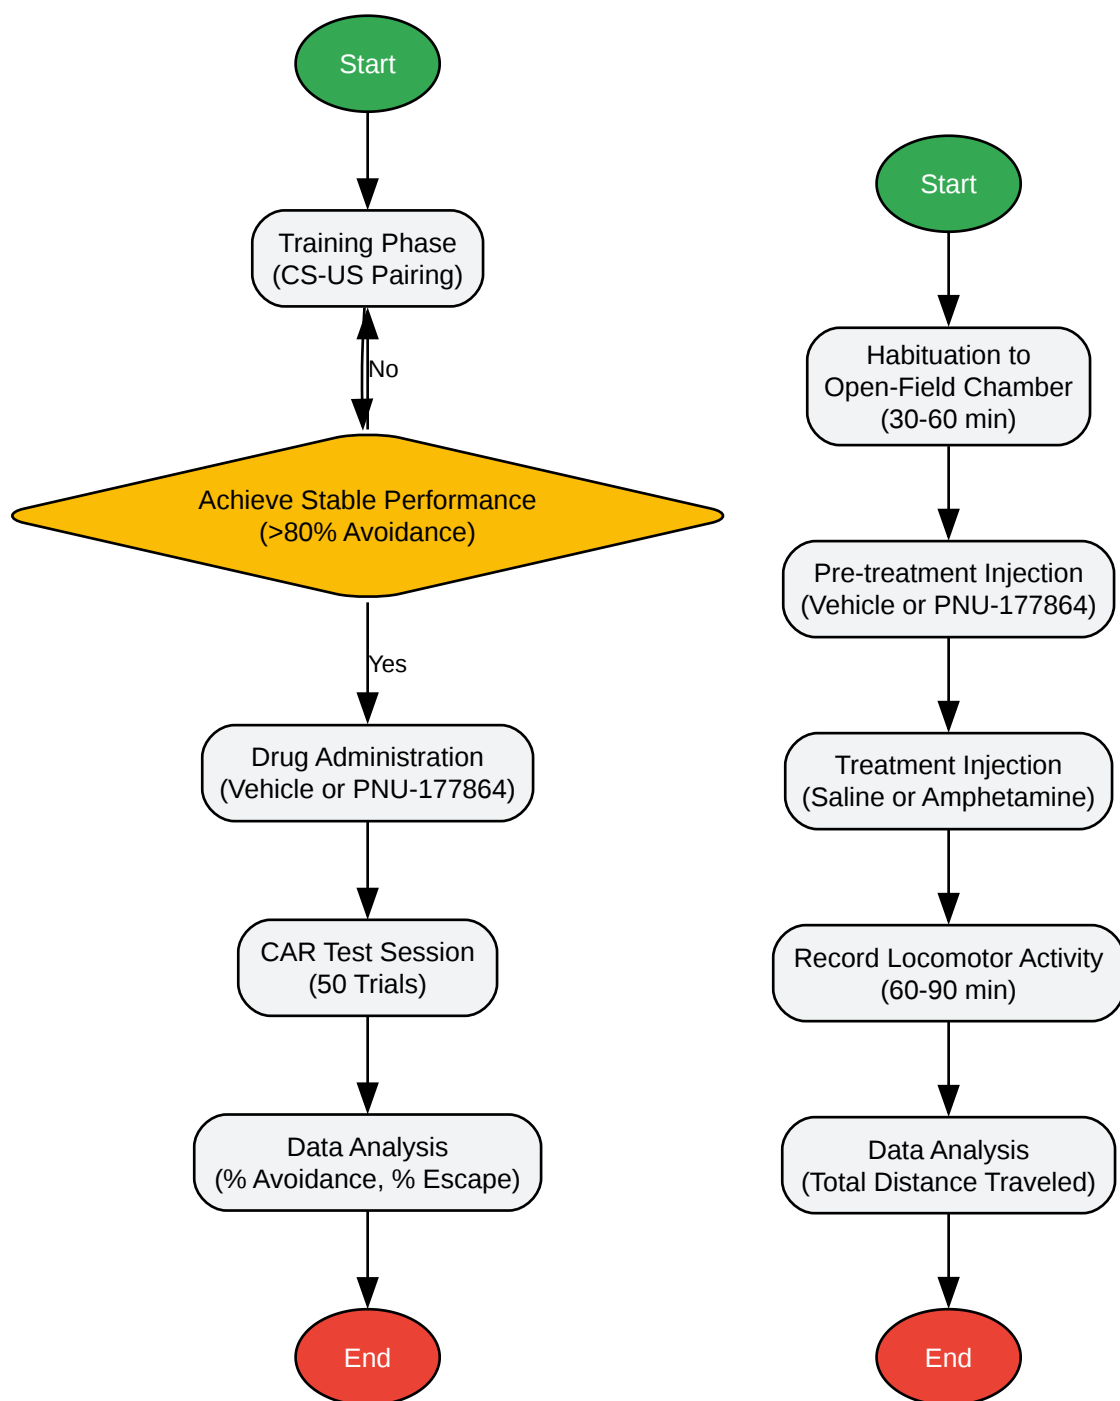 Start
Training Phase
(CS-US Pairing)
No
Achieve Stable Performance
(>80% Avoidance)
Yes
Drug Administration
(Vehicle or PNU-177864)
CAR Test Session
(50 Trials)
Data Analysis
(% Avoidance, % Escape)
End
Start
Habituation to
Open-Field Chamber
(30-60 min)
Pre-treatment Injection
(Vehicle or PNU-177864)
Treatment Injection
(Saline or Amphetamine)
Record Locomotor Activity
(60-90 min)
Data Analysis
(Total Distance Traveled)
End